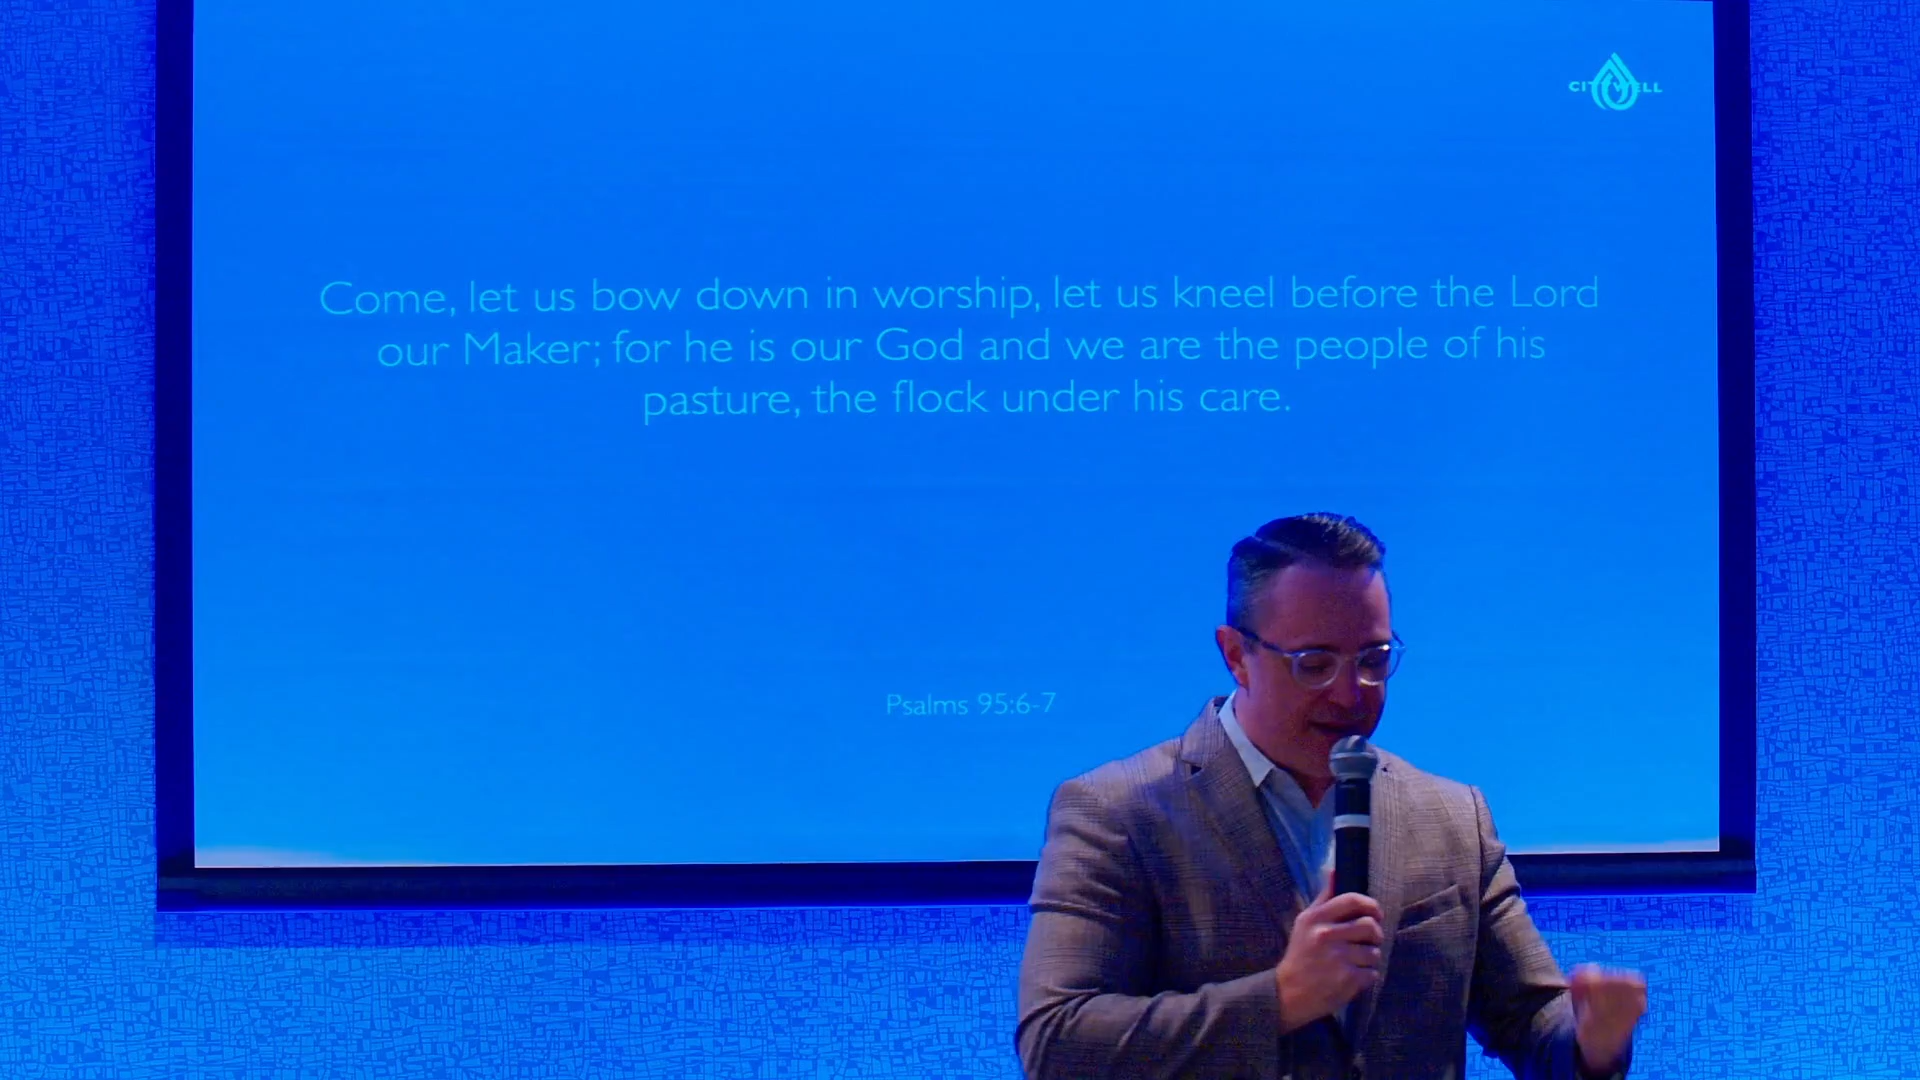 CITYWELL
Come, let us bow down in worship, let us kneel before the Lord
our Maker; for he is our God and we are the people of his
pasture, the flock under his care.
Psalms 95:6-7